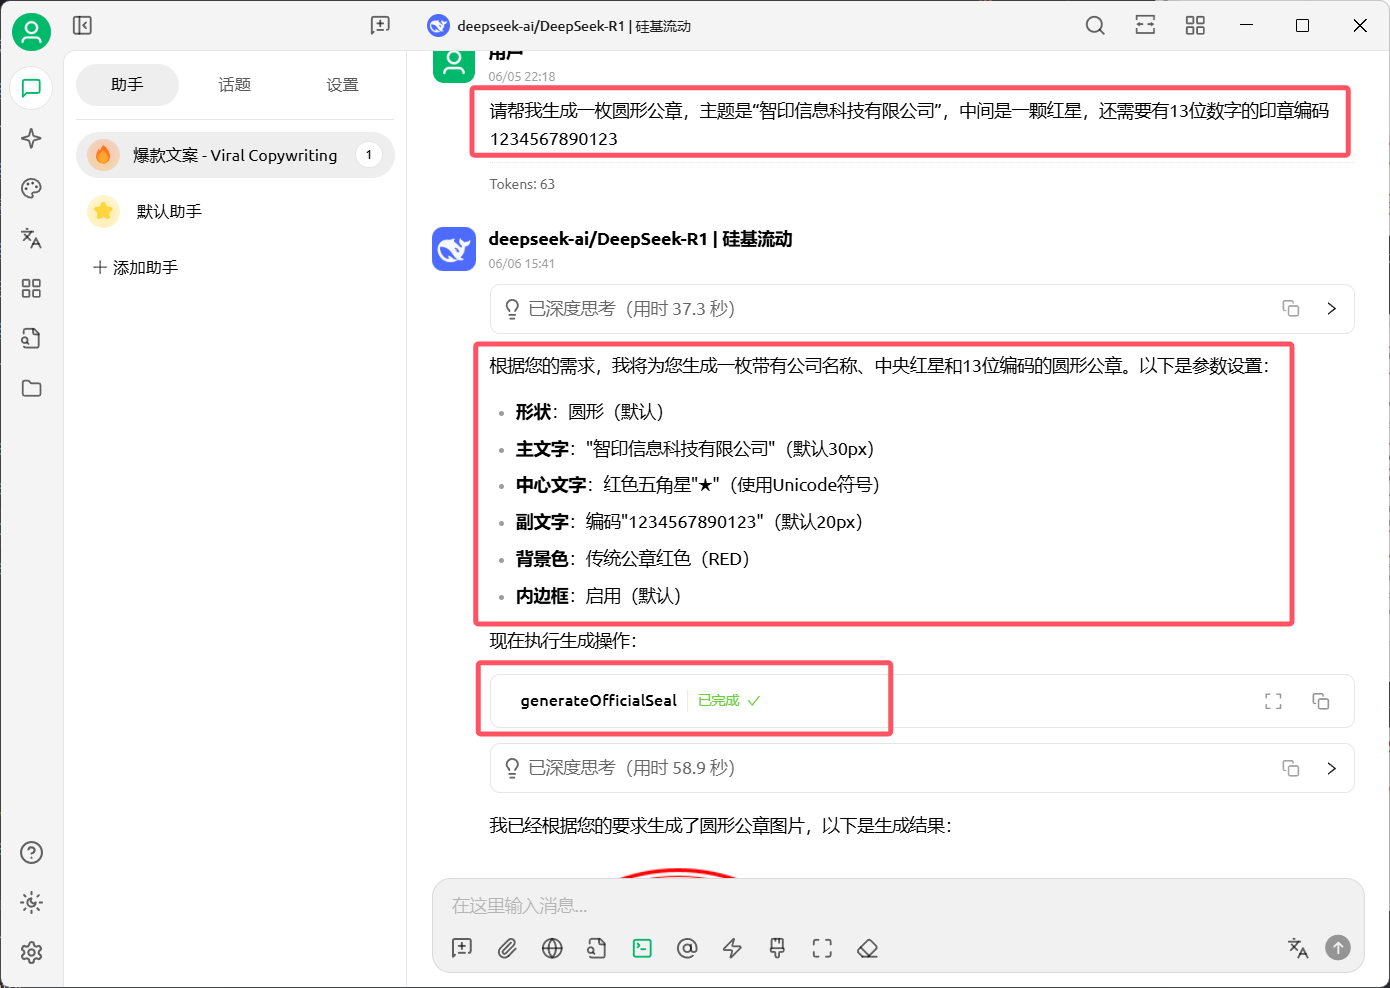 deepseek-ai/DeepSeek-R1 | 硅基流动
助手
话题
设置
爆款文案 - Viral Copywriting
1
默认助手
添加助手
用户
06/05 22:18
请帮我生成一枚圆形公章，主题是“智印信息科技有限公司”，中间是一颗红星，还需要有13位数字的印章编码
1234567890123
Tokens: 63
deepseek-ai/DeepSeek-R1 | 硅基流动
06/06 15:41
已深度思考（用时 37.3 秒）
根据您的需求，我将为您生成一枚带有公司名称、中央红星和13位编码的圆形公章。以下是参数设置：
• 形状：圆形（默认）
• 主文字："智印信息科技有限公司"（默认30px）
• 中心文字：红色五角星"★"（使用Unicode符号）
• 副文字：编码"1234567890123"（默认20px）
• 背景色：传统公章红色（RED）
• 内边框：启用（默认）
现在执行生成操作：
generateOfficialSeal
已完成
已深度思考（用时 58.9 秒）
我已经根据您的要求生成了圆形公章图片，以下是生成结果：
在这里输入消息...